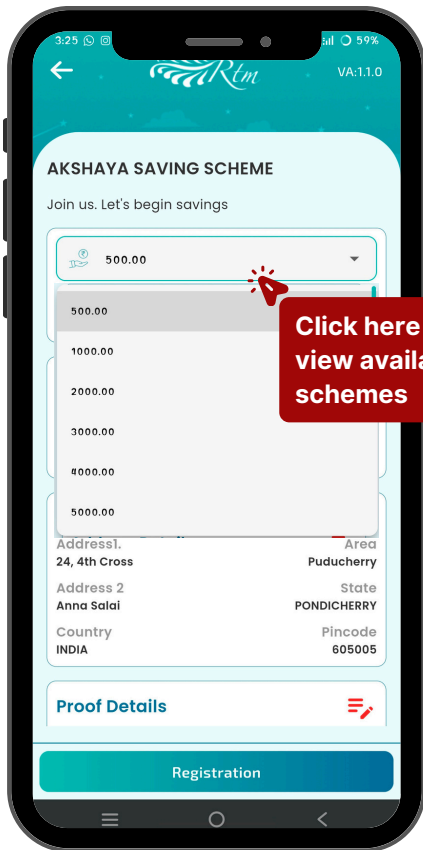 3:25
59%
Rtm
VA:1.1.0
AKSHAYA SAVING SCHEME
Join us. Let's begin savings
500.00
500.00
Click here
view availa
schemes
1000.00
2000.00
3000.00
4000.00
5000.00
Address1. Area
24, 4th Cross Puducherry
Address 2 State
Anna Salai PONDICHERRY
Country Pincode
INDIA 605005
Proof Details
Registration